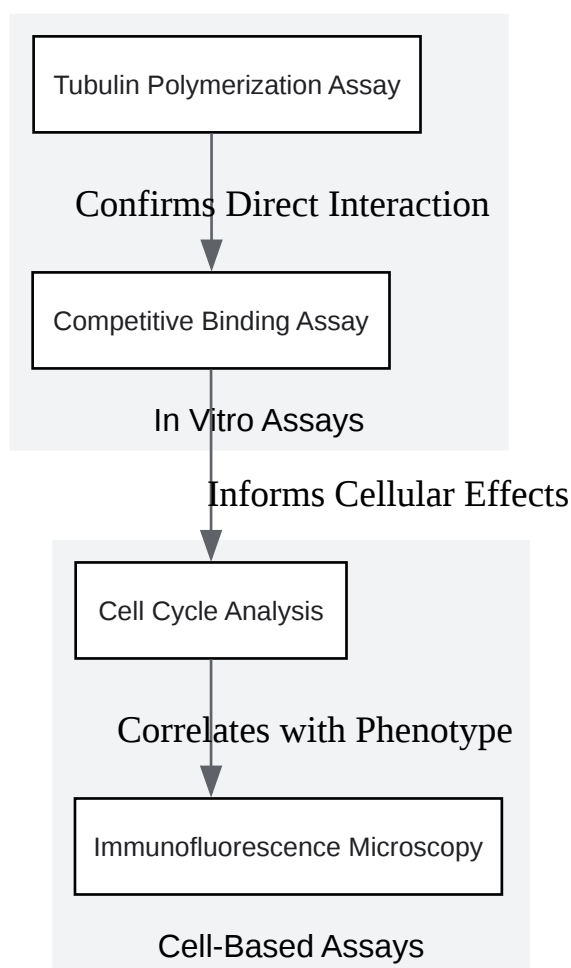 Tubulin Polymerization Assay
Confirms Direct Interaction
Competitive Binding Assay
In Vitro Assays
Informs Cellular Effects
Cell Cycle Analysis
Correlates with Phenotype
Immunofluorescence Microscopy
Cell-Based Assays